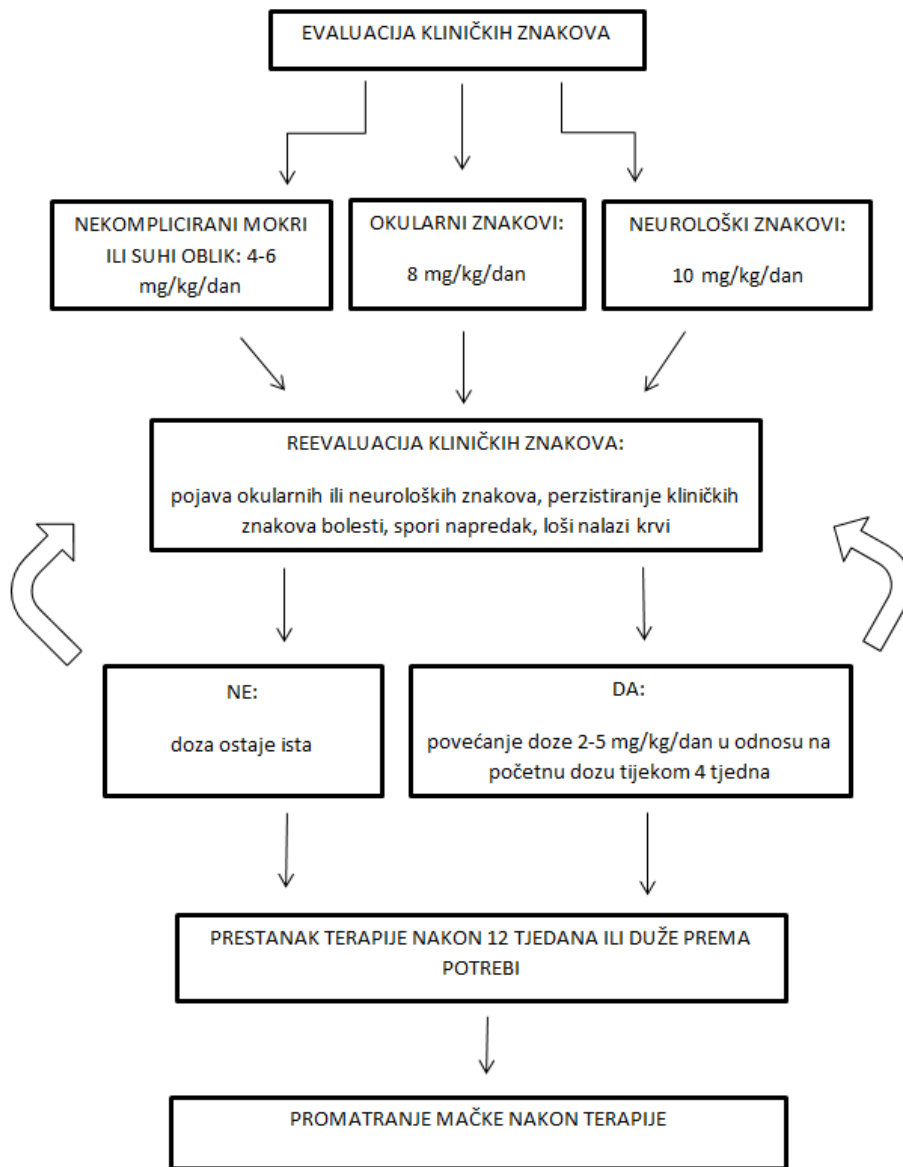 EVALUACIJA KLINIČKIH ZNAKOVA
NEKOMPLICIRANI MOKRI
ILI SUHI OBLIK: 4-6
mg/kg/dan
OKULARNI ZNAKOVI:
8 mg/kg/dan
NEUROLOŠKI ZNAKOVI:
10 mg/kg/dan
REEVALUACIJA KLINIČKIH ZNAKOVA:
pojava okularnih ili neuroloških znakova, perzistiranje kliničkih
znakova bolesti, spori napredak, loši nalazi krvi
NE:
doza ostaje ista
DA:
povećanje doze 2-5 mg/kg/dan u odnosu na
početnu dozu tijekom 4 tjedna
PRESTANAK TERAPIJE NAKON 12 TJEDANA ILI DUŽE PREMA
POTREBI
PROMATRANJE MAČKE NAKON TERAPIJE